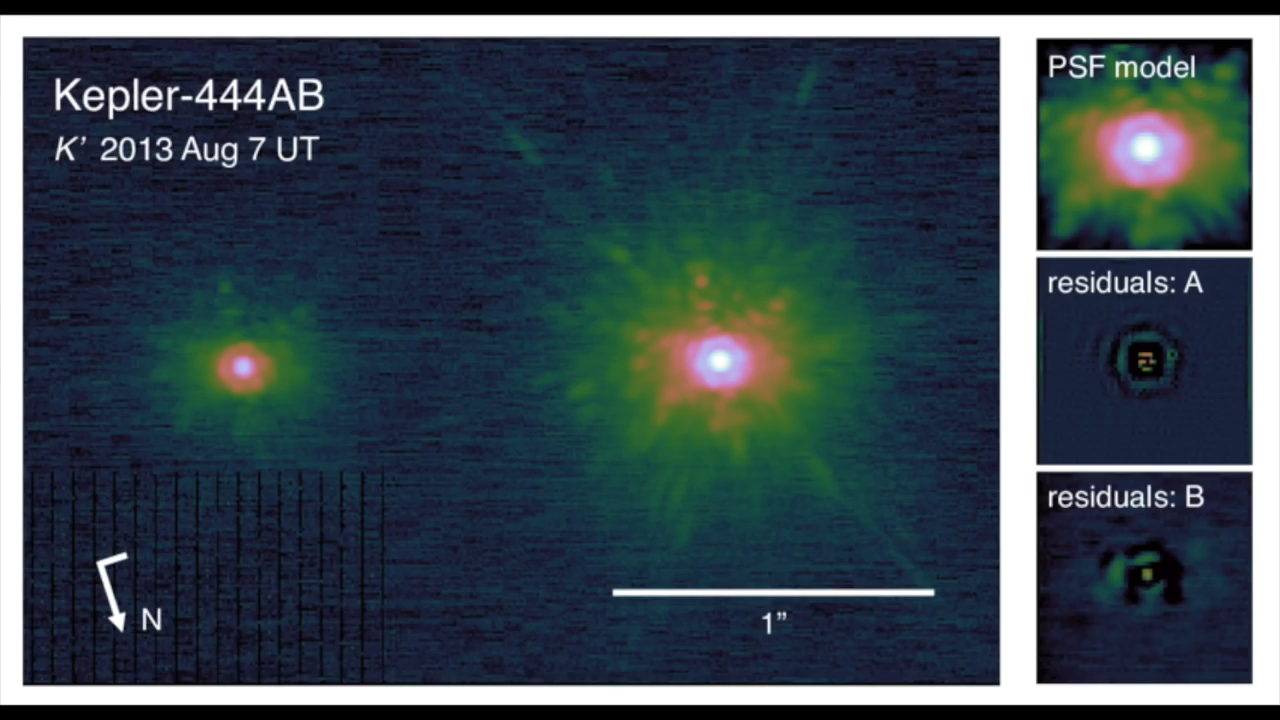 Kepler-444AB
K’ 2013 Aug 7 UT
N
1”
PSF model
residuals: A
residuals: B